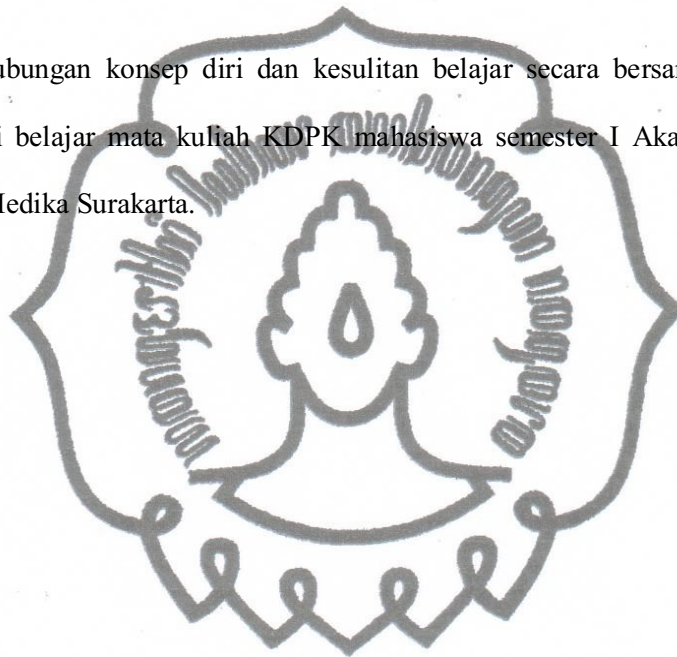 ubungan konsep diri dan kesulitan belajar secara bersa
i belajar mata kuliah KDPK mahasiswa semester I Aka
Medika Surakarta.